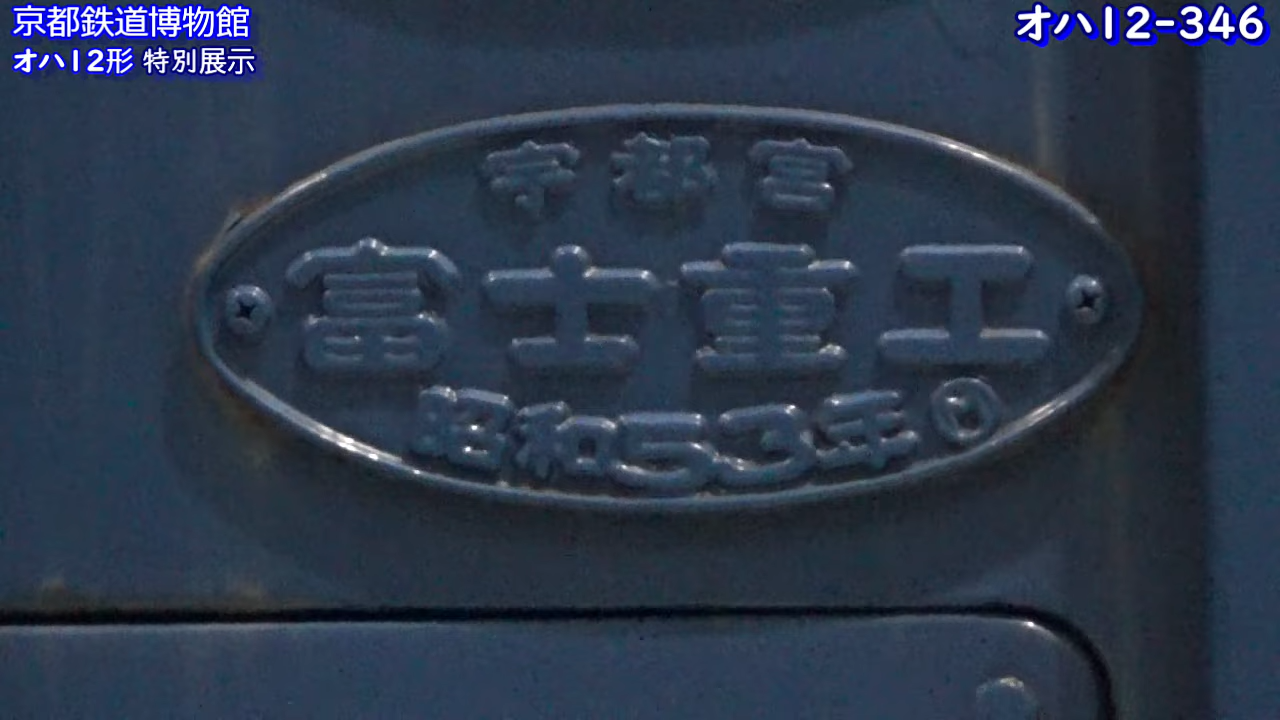 京都鉄道博物館
オハ12形 特別展示
オハ12-346
宇都宮
富士重工
昭和53年